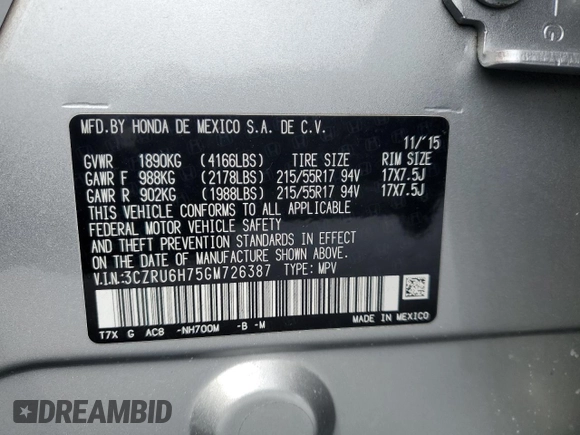 MFD.BY HONDA DE MEXICO S.A. DE C.V.
11/'15
GVWR 1890KG (4166LBS) TIRE SIZE RIM SIZE
GAWR F 988KG (2178LBS) 215/55R17 94V 17X7.5J
GAWR R 902KG (1988LBS) 215/55R17 94V 17X7.5J
THIS VEHICLE CONFORMS TO ALL APPLICABLE
FEDERAL MOTOR VEHICLE SAFETY
AND THEFT PREVENTION STANDARDS IN EFFECT
ON THE DATE OF MANUFACTURE SHOWN ABOVE.
V.I.N.:3CZRU6H75GM726387 TYPE: MPV
T7X G AC8 -NH700M -B -M
MADE IN MEXICO
DREAMBID